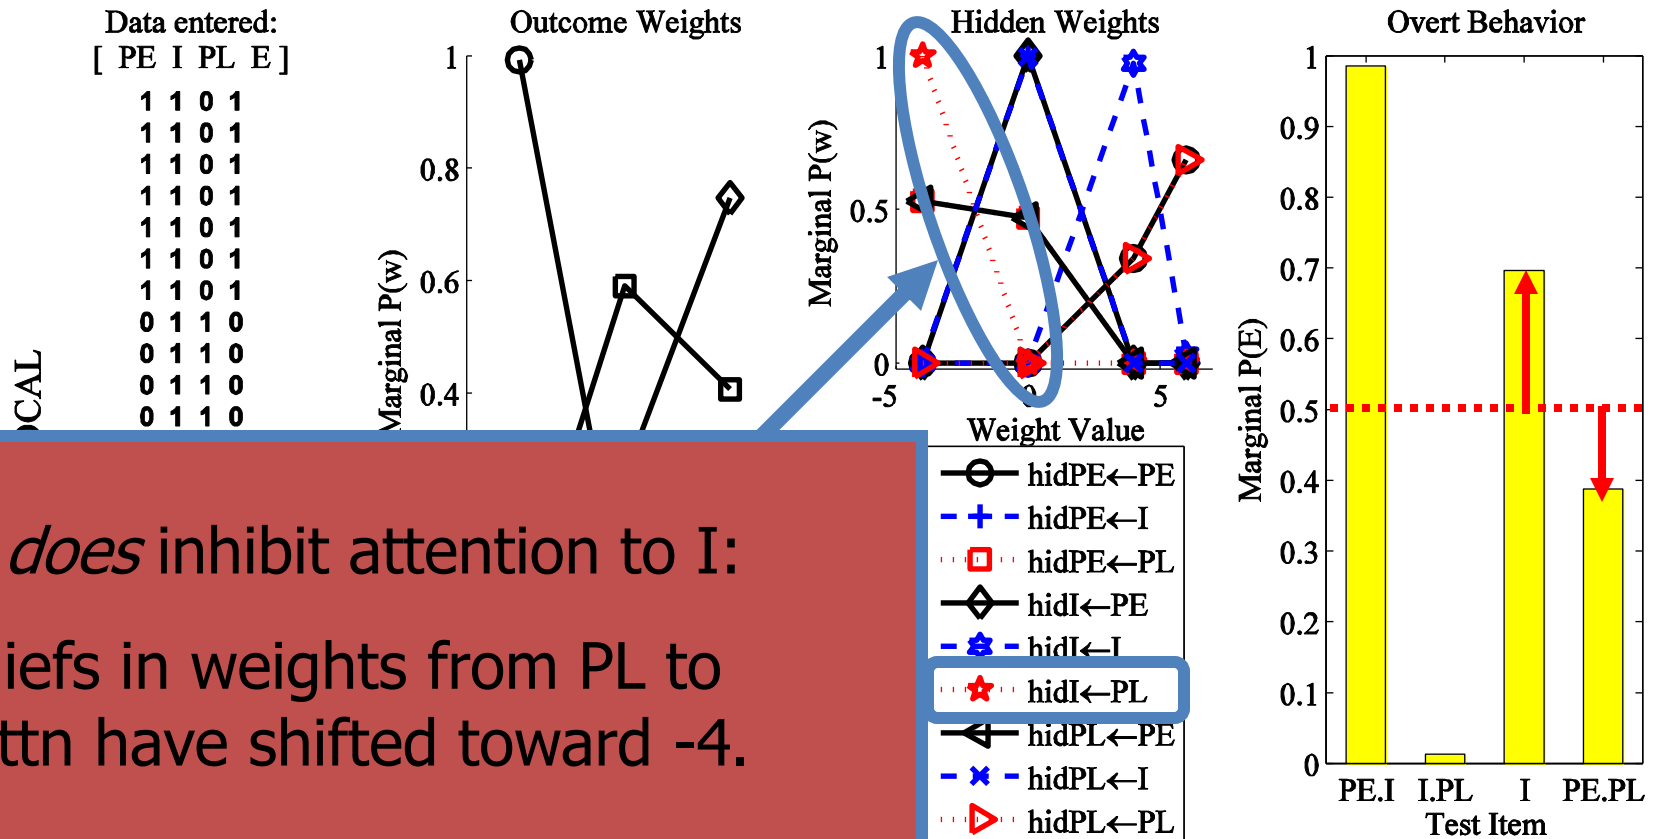 Data entered:
[ PE I PL E ]
1 1 0 1
1 1 0 1
1 1 0 1
1 1 0 1
1 1 0 1
1 1 0 1
1 1 0 1
0 1 1 0
0 1 1 0
0 1 1 0
0 1 1 0
OCAL
Outcome Weights
1
0.8
0.6
0.4
Marginal P(w)
Hidden Weights
1
0.5
0
Marginal P(w)
-5
0
5
Weight Value
hidPE←PE
hidPE←I
hidPE←PL
hidI←PE
hidI←I
hidI←PL
hidPL←PE
hidPL←I
hidPL←PL
Overt Behavior
1
0.9
0.8
0.7
0.6
0.5
0.4
0.3
0.2
0.1
0
Marginal P(E)
PE.I I.PL I PE.PL
Test Item
does inhibit attention to I:
iefs in weights from PL to
ttn have shifted toward -4.